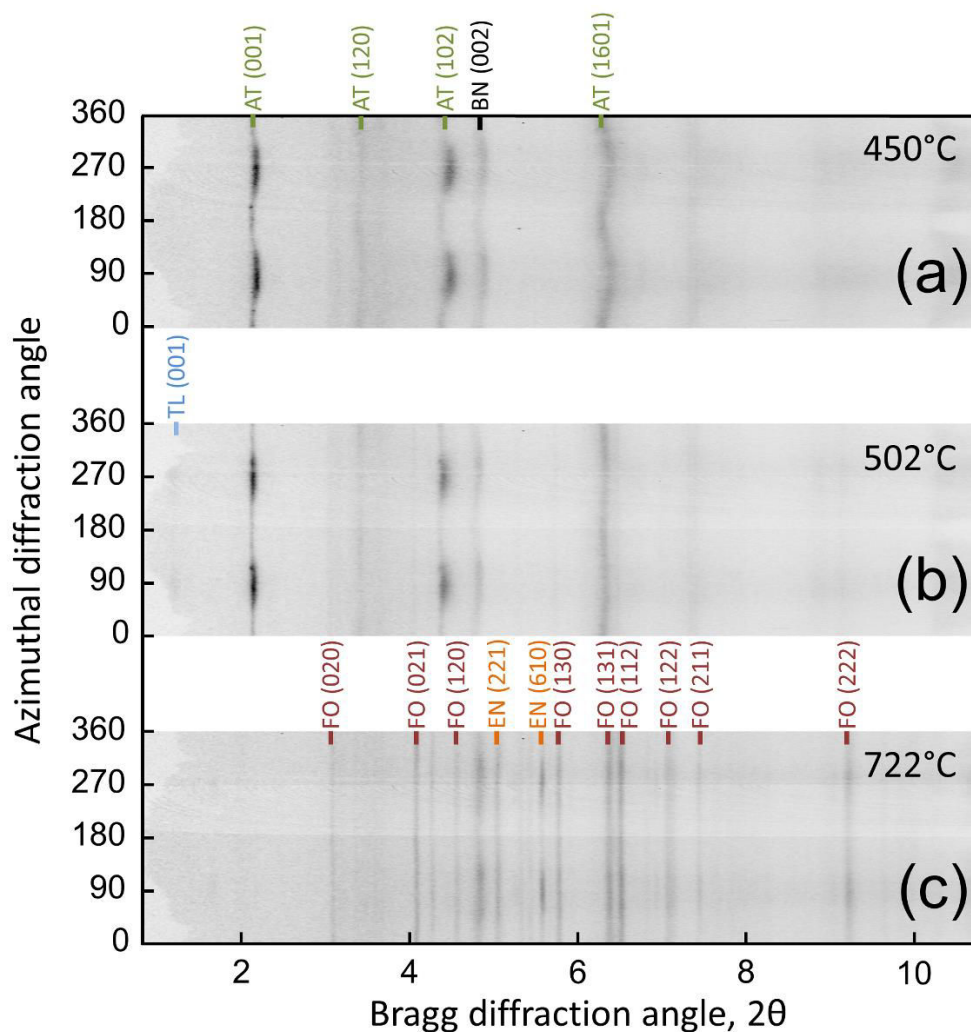 AT (001)
AT (120)
AT (102)
BN (002)
AT (1601)
360
270
180
90
0
450°C
(a)
TL (001)
360
270
180
90
0
502°C
(b)
FO (020)
FO (021)
FO (120)
EN (221)
EN (610)
FO (130)
FO (131)
FO (112)
FO (122)
FO (211)
FO (222)
360
270
180
90
0
722°C
(c)
Azimuthal diffraction angle
2
4
6
8
10
Bragg diffraction angle, 2θ